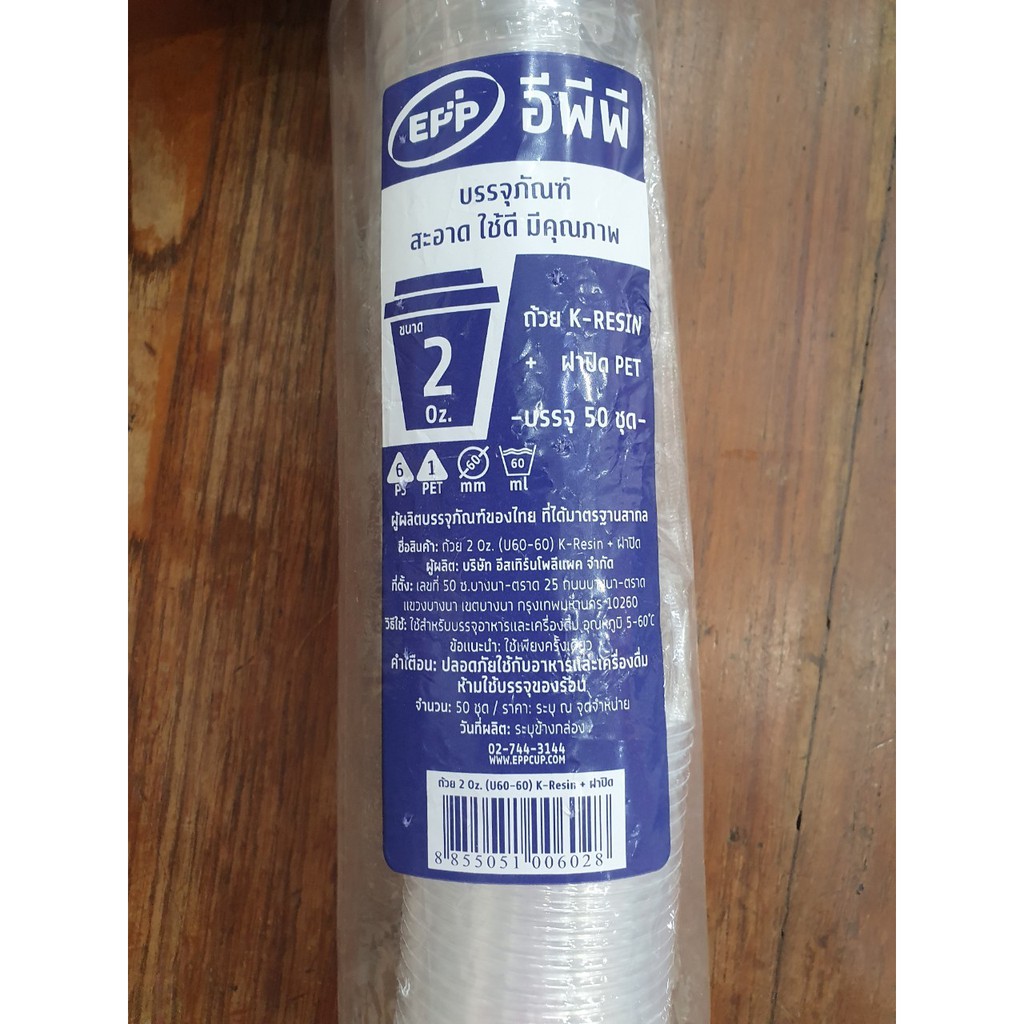 EPP อีพีพี
บรรจุภัณฑ์
สะอาด ใช้ดี มีคุณภาพ
ขนาด
2
Oz.
ถ้วย K-RESIN
+ ฝาปิด PET
-บรรจุ 50 ชุด-
6 1 60 60
PS PET mm ml
ผู้ผลิตบรรจุภัณฑ์ของไทย ที่ได้มาตรฐานสากล
ชื่อสินค้า: ถ้วย 2 Oz. (U60-60) K-Resin + ฝาปิด
ผู้ผลิต: บริษัท อีสเทิร์นโพลีแพค จำกัด
ที่ตั้ง: เลขที่ 50 ซ.บางนา-ตราด 25 ถนนบางนา-ตราด
แขวงบางนา เขตบางนา กรุงเทพมหานคร 10260
วิธีใช้: ใช้สำหรับบรรจุอาหารและเครื่องดื่ม อุณหภูมิ 5-60°C
ข้อแนะนำ: ใช้เพียงครั้งเดียว
คำเตือน: ปลอดภัยใช้กับอาหารและเครื่องดื่ม
ห้ามใช้บรรจุของร้อน
จำนวน: 50 ชุด / ราคา: ระบุ ณ จุดจำหน่าย
วันที่ผลิต: ระบุข้างกล่อง
02-744-3144
WWW.EPPCUP.COM
ถ้วย 2 Oz. (U60-60) K-Resin + ฝาปิด
8 855051 006028